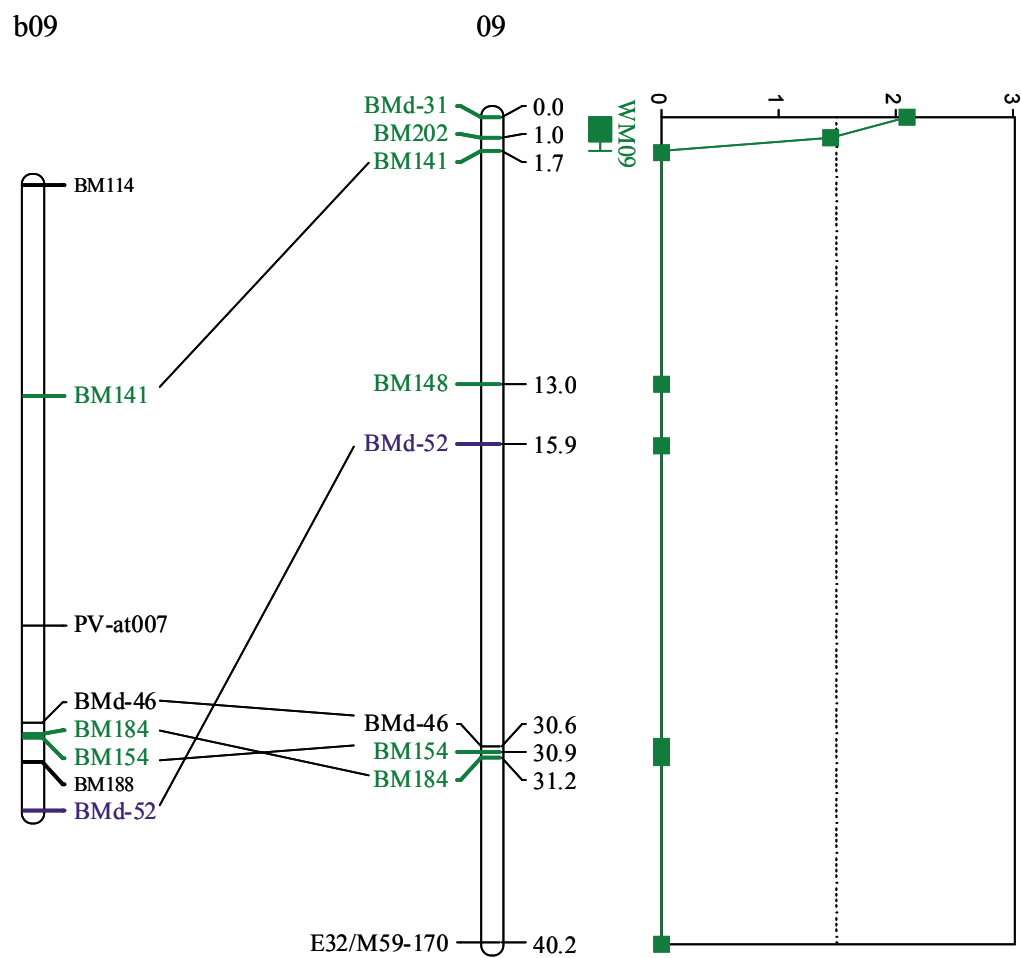 b09
09
BM114
BM141
PV-at007
BMd-46
BM184
BM154
BM188
BMd-52
BMd-31 0.0
BM202 1.0
BM141 1.7
BM148 13.0
BMd-52 15.9
BMd-46 30.6
BM154 30.9
BM184 31.2
E32/M59-170 40.2
WM09
0 1 2 3